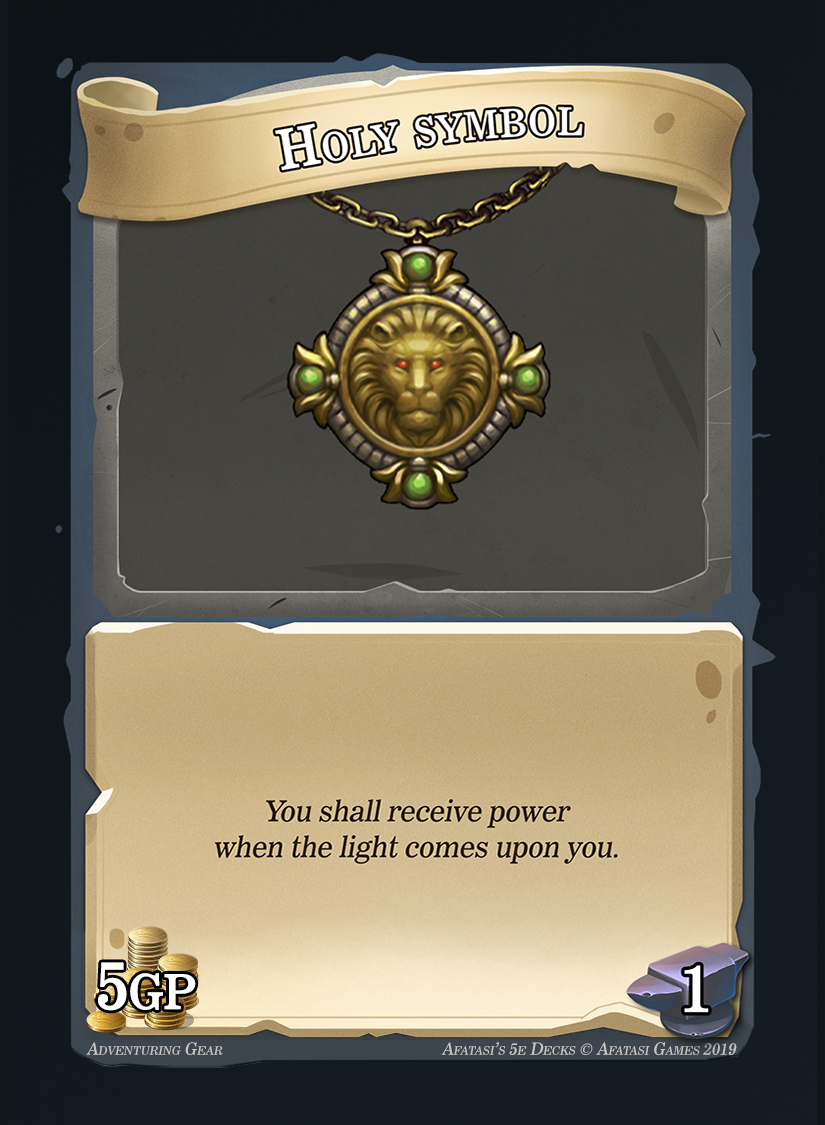 Holy symbol
You shall receive power
when the light comes upon you.
5GP
1
Adventuring Gear
Afatasi's 5e Decks © Afatasi Games 2019